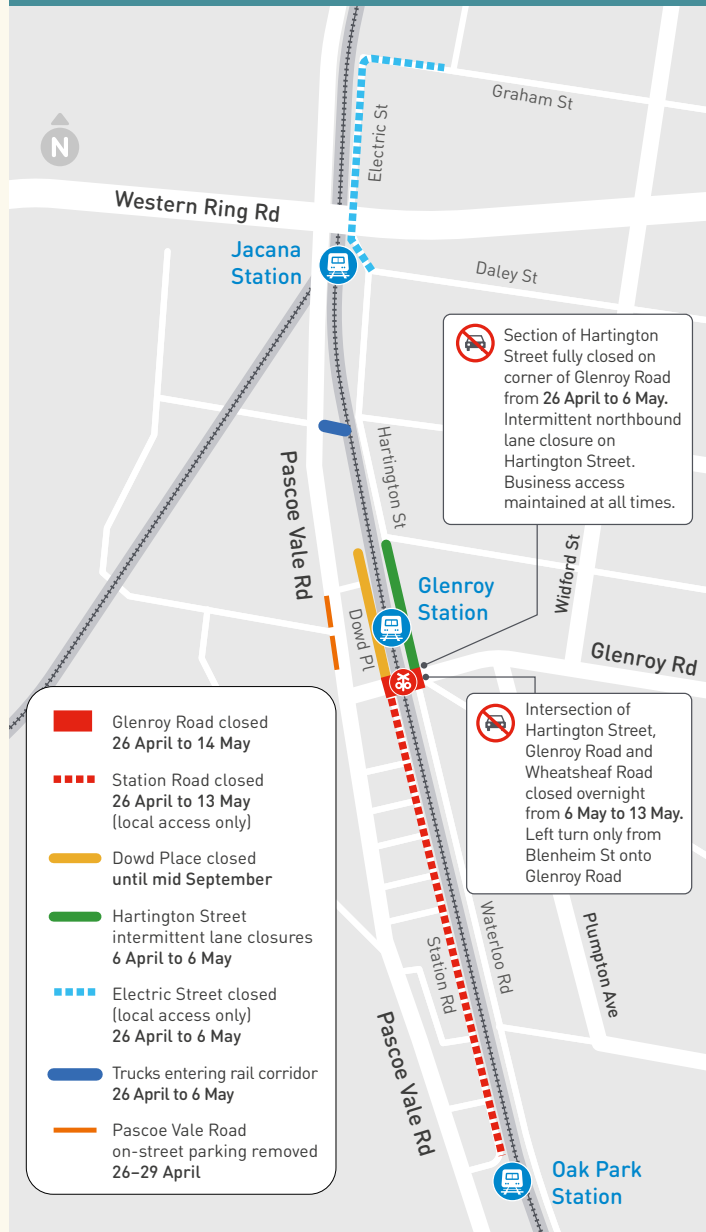 Graham St
Electric St
N
Western Ring Rd
Jacana
Station
Daley St
Section of Hartington
Street fully closed on
corner of Glenroy Road
from 26 April to 6 May.
Intermittent northbound
lane closure on
Hartington Street.
Business access
maintained at all times.
Hartington St
Pascoe Vale Rd
Widford St
Glenroy
Station
Dowd Pl
Glenroy Rd
Intersection of
Hartington Street,
Glenroy Road and
Wheatsheaf Road
closed overnight
from 6 May to 13 May.
Left turn only from
Blenheim St onto
Glenroy Road
Glenroy Road closed
26 April to 14 May
Station Road closed
26 April to 13 May
(local access only)
Dowd Place closed
until mid September
Hartington Street
intermittent lane closures
6 April to 6 May
Electric Street closed
(local access only)
26 April to 6 May
Trucks entering rail corridor
26 April to 6 May
Pascoe Vale Road
on-street parking removed
26–29 April
Station Rd
Waterloo Rd
Plumpton Ave
Pascoe Vale Rd
Oak Park
Station